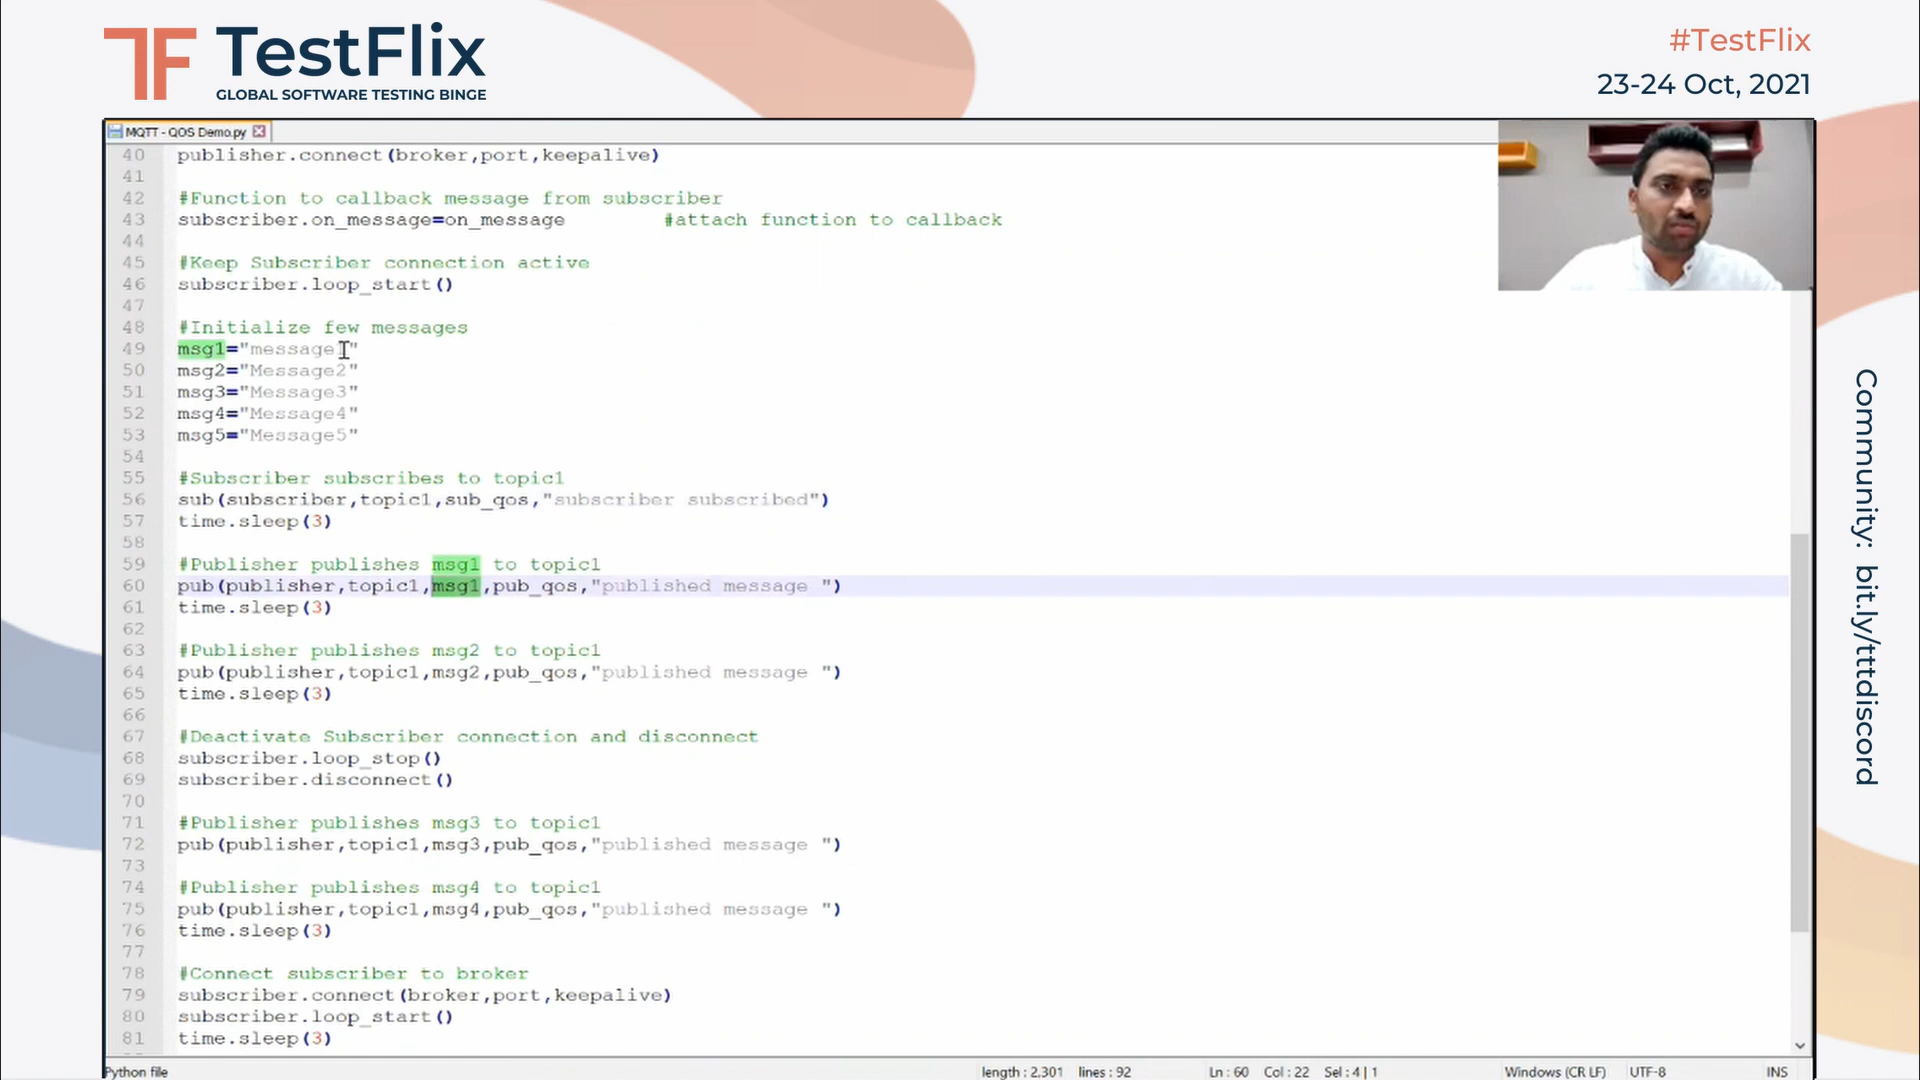 TF TestFlix
GLOBAL SOFTWARE TESTING BINGE
#TestFlix
23-24 Oct, 2021
MQTT - QOS Demo.py
40 publisher.connect(broker,port,keepalive)
41
42 #Function to callback message from subscriber
43 subscriber.on_message=on_message #attach function to callback
44
45 #Keep Subscriber connection active
46 subscriber.loop_start()
47
48 #Initialize few messages
49 msg1="message1"
50 msg2="Message2"
51 msg3="Message3"
52 msg4="Message4"
53 msg5="Message5"
54
55 #Subscriber subscribes to topic1
56 sub(subscriber,topic1,sub_qos,"subscriber subscribed")
57 time.sleep(3)
58
59 #Publisher publishes msg1 to topic1
60 pub(publisher,topic1,msg1,pub_qos,"published message ")
61 time.sleep(3)
62
63 #Publisher publishes msg2 to topic1
64 pub(publisher,topic1,msg2,pub_qos,"published message ")
65 time.sleep(3)
66
67 #Deactivate Subscriber connection and disconnect
68 subscriber.loop_stop()
69 subscriber.disconnect()
70
71 #Publisher publishes msg3 to topic1
72 pub(publisher,topic1,msg3,pub_qos,"published message ")
73
74 #Publisher publishes msg4 to topic1
75 pub(publisher,topic1,msg4,pub_qos,"published message ")
76 time.sleep(3)
77
78 #Connect subscriber to broker
79 subscriber.connect(broker,port,keepalive)
80 subscriber.loop_start()
81 time.sleep(3)
Python file length : 2,301 lines : 92 Ln : 60 Col : 22 Sel : 4 | 1 Windows (CR LF) UTF-8 INS
Community: bit.ly/tttdiscord